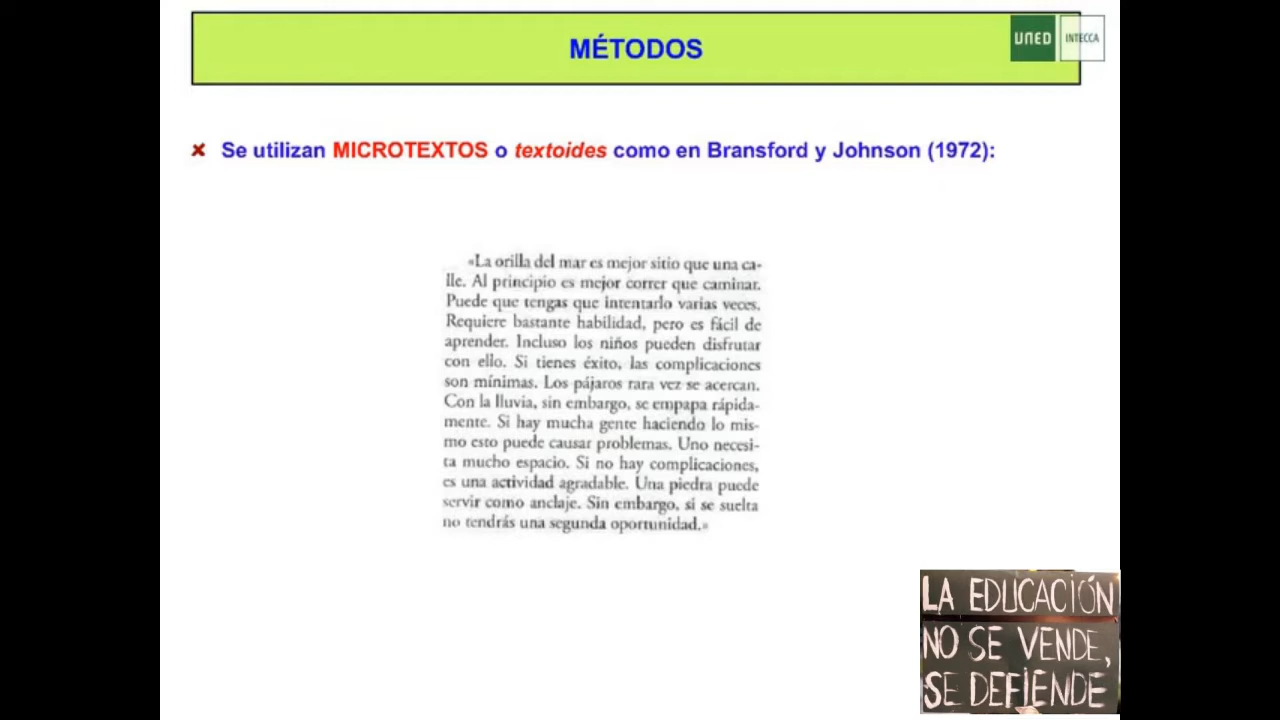 MÉTODOS
UNED
INTECCA
Se utilizan MICROTEXTOS o textoides como en Bransford y Johnson (1972):
«La orilla del mar es mejor sitio que una ca-
lle. Al principio es mejor correr que caminar.
Puede que tengas que intentarlo varias veces.
Requiere bastante habilidad, pero es fácil de
aprender. Incluso los niños pueden disfrutar
con ello. Si tienes éxito, las complicaciones
son mínimas. Los pájaros rara vez se acercan.
Con la lluvia, sin embargo, se empapa rápida-
mente. Si hay mucha gente haciendo lo mis-
mo esto puede causar problemas. Uno necesi-
ta mucho espacio. Si no hay complicaciones,
es una actividad agradable. Una piedra puede
servir como anclaje. Sin embargo, si se suelta
no tendrás una segunda oportunidad.»
LA EDUCACIÓN
NO SE VENDE,
SE DEFIENDE